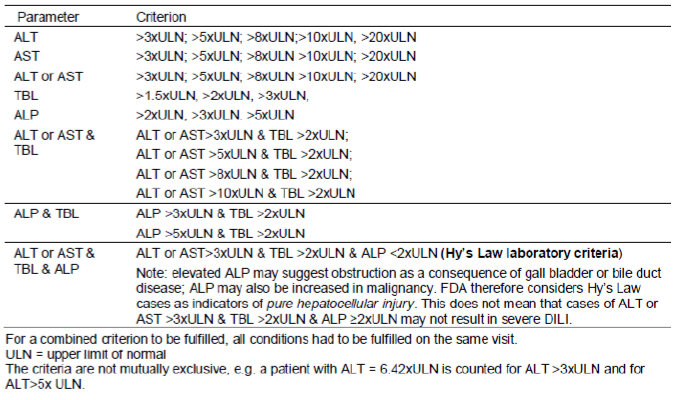 Parameter Criterion
ALT >3xULN; >5xULN; >8xULN;>10xULN, >20xULN
AST >3xULN; >5xULN; >8xULN >10xULN; >20xULN
ALT or AST >3xULN; >5xULN; >8xULN >10xULN; >20xULN
TBL >1.5xULN, >2xULN, >3xULN,
ALP >2xULN, >3xULN. >5xULN
ALT or AST & ALT or AST>3xULN & TBL >2xULN;
TBL ALT or AST >5xULN & TBL >2xULN;
ALT or AST >8xULN & TBL >2xULN;
ALT or AST >10xULN & TBL >2xULN
ALP & TBL ALP >3xULN & TBL >2xULN
ALP >5xULN & TBL >2xULN
ALT or AST & ALT or AST>3xULN & TBL >2xULN & ALP <2xULN (Hy's Law laboratory criteria)
TBL & ALP Note: elevated ALP may suggest obstruction as a consequence of gall bladder or bile duct
disease; ALP may also be increased in malignancy. FDA therefore considers Hy's Law
cases as indicators of pure hepatocellular injury. This does not mean that cases of ALT or
AST >3xULN & TBL >2xULN & ALP ≥2xULN may not result in severe DILI.
For a combined criterion to be fulfilled, all conditions had to be fulfilled on the same visit.
ULN = upper limit of normal
The criteria are not mutually exclusive, e.g. a patient with ALT = 6.42xULN is counted for ALT >3xULN and for
ALT>5x ULN.